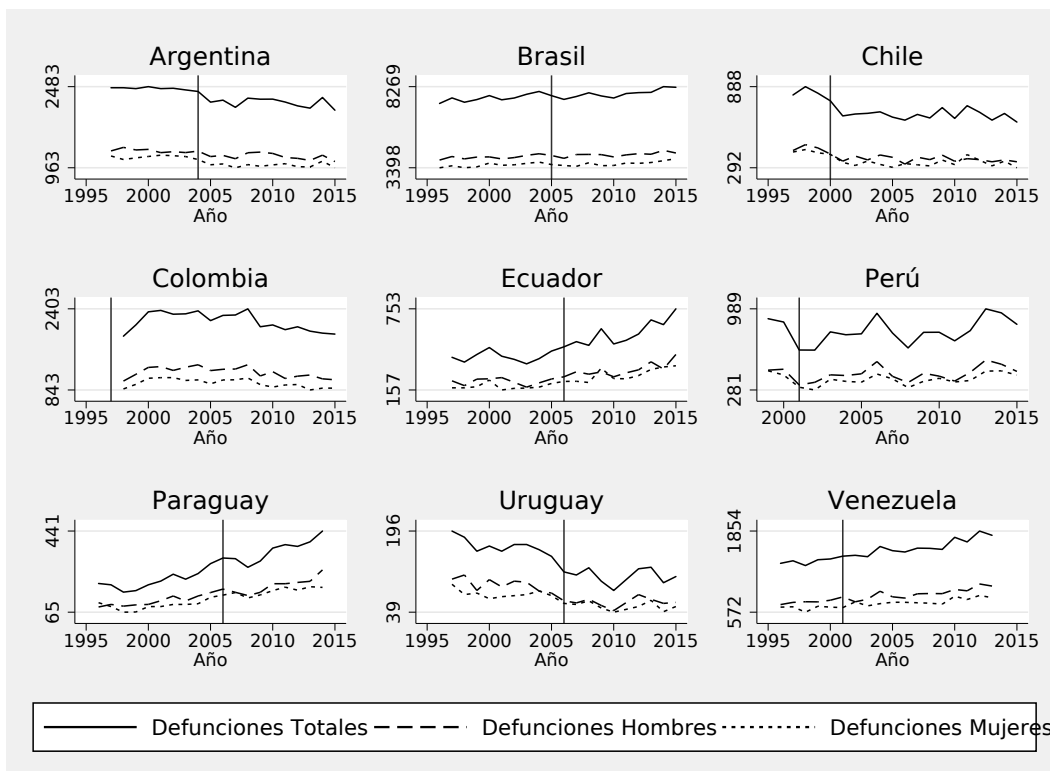 Argentina
2483
963
1995 2000 2005 2010 2015
Año
Brasil
8269
3398
1995 2000 2005 2010 2015
Año
Chile
888
292
1995 2000 2005 2010 2015
Año
Colombia
2403
843
1995 2000 2005 2010 2015
Año
Ecuador
753
157
1995 2000 2005 2010 2015
Año
Perú
989
281
2000 2005 2010 2015
Año
Paraguay
441
65
1995 2000 2005 2010 2015
Año
Uruguay
196
39
1995 2000 2005 2010 2015
Año
Venezuela
1854
572
1995 2000 2005 2010 2015
Año
Defunciones Totales Defunciones Hombres Defunciones Mujeres